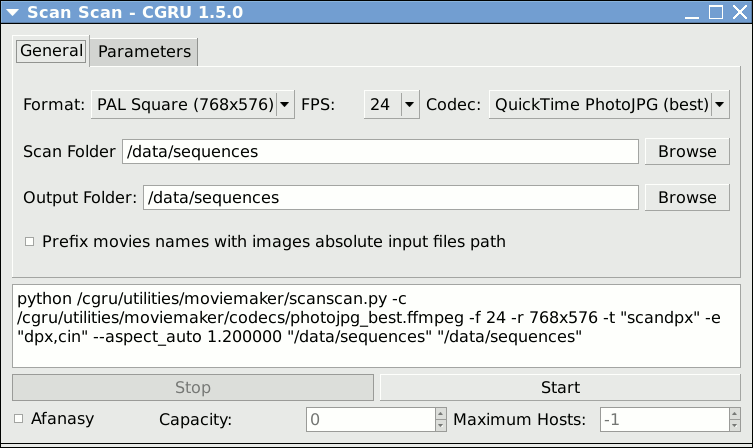 Scan Scan - CGRU 1.5.0
General Parameters
Format: PAL Square (768x576) FPS: 24 Codec: QuickTime PhotoJPG (best)
Scan Folder /data/sequences Browse
Output Folder: /data/sequences Browse
Prefix movies names with images absolute input files path
python /cgru/utilities/moviemaker/scanscan.py -c
/cgru/utilities/moviemaker/codecs/photojpg_best.ffmpeg -f 24 -r 768x576 -t "scandpx" -e
"dpx,cin" --aspect_auto 1.200000 "/data/sequences" "/data/sequences"
Stop Start
Afanasy Capacity: 0 Maximum Hosts: -1